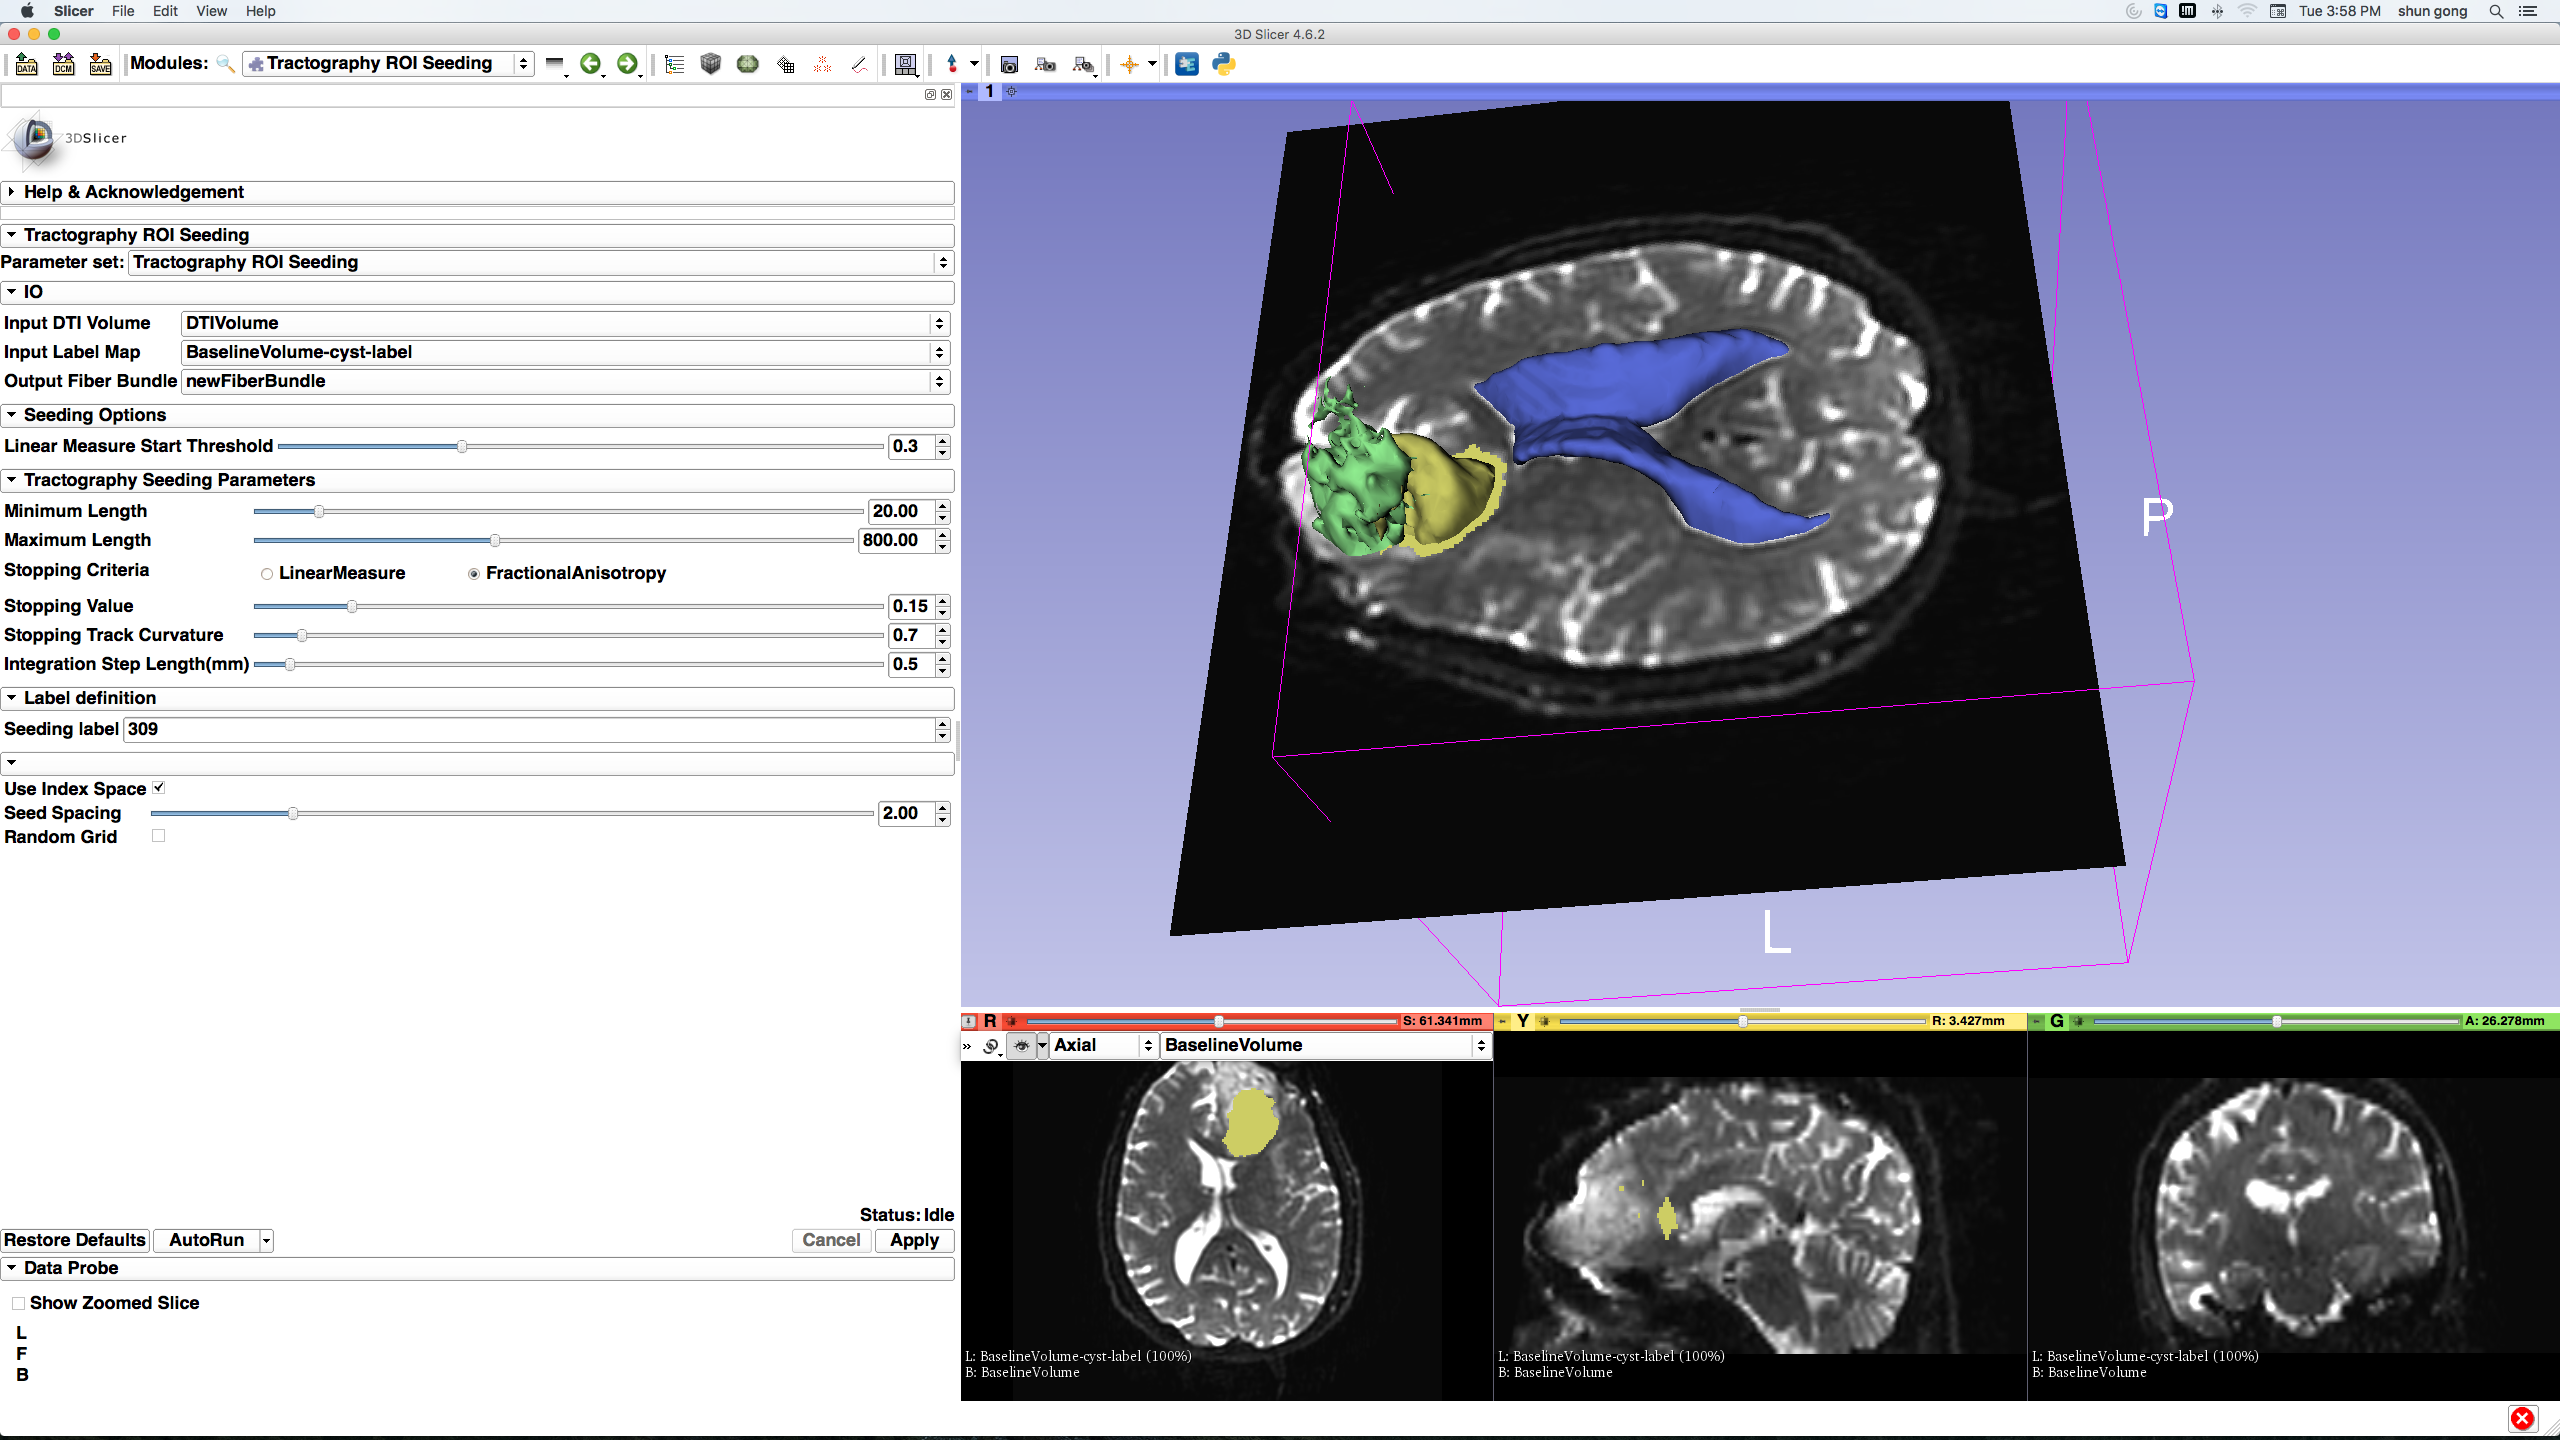 Slicer File Edit View Help
Tue 3:58 PM shun gong
3D Slicer 4.6.2
DATA DCM SAVE Modules: Tractography ROI Seeding
3DSlicer
Help & Acknowledgement
Tractography ROI Seeding
Parameter set: Tractography ROI Seeding
IO
Input DTI Volume DTIVolume
Input Label Map BaselineVolume-cyst-label
Output Fiber Bundle newFiberBundle
Seeding Options
Linear Measure Start Threshold 0.3
Tractography Seeding Parameters
Minimum Length 20.00
Maximum Length 800.00
Stopping Criteria LinearMeasure FractionalAnisotropy
Stopping Value 0.15
Stopping Track Curvature 0.7
Integration Step Length(mm) 0.5
Label definition
Seeding label 309
Use Index Space
Seed Spacing 2.00
Random Grid
Status: Idle
Restore Defaults AutoRun Cancel Apply
Data Probe
Show Zoomed Slice
L
F
B
1
P
L
R S: 61.341mm
» Axial BaselineVolume
L: BaselineVolume-cyst-label (100%)
B: BaselineVolume
Y R: 3.427mm
L: BaselineVolume-cyst-label (100%)
B: BaselineVolume
G A: 26.278mm
L: BaselineVolume-cyst-label (100%)
B: BaselineVolume